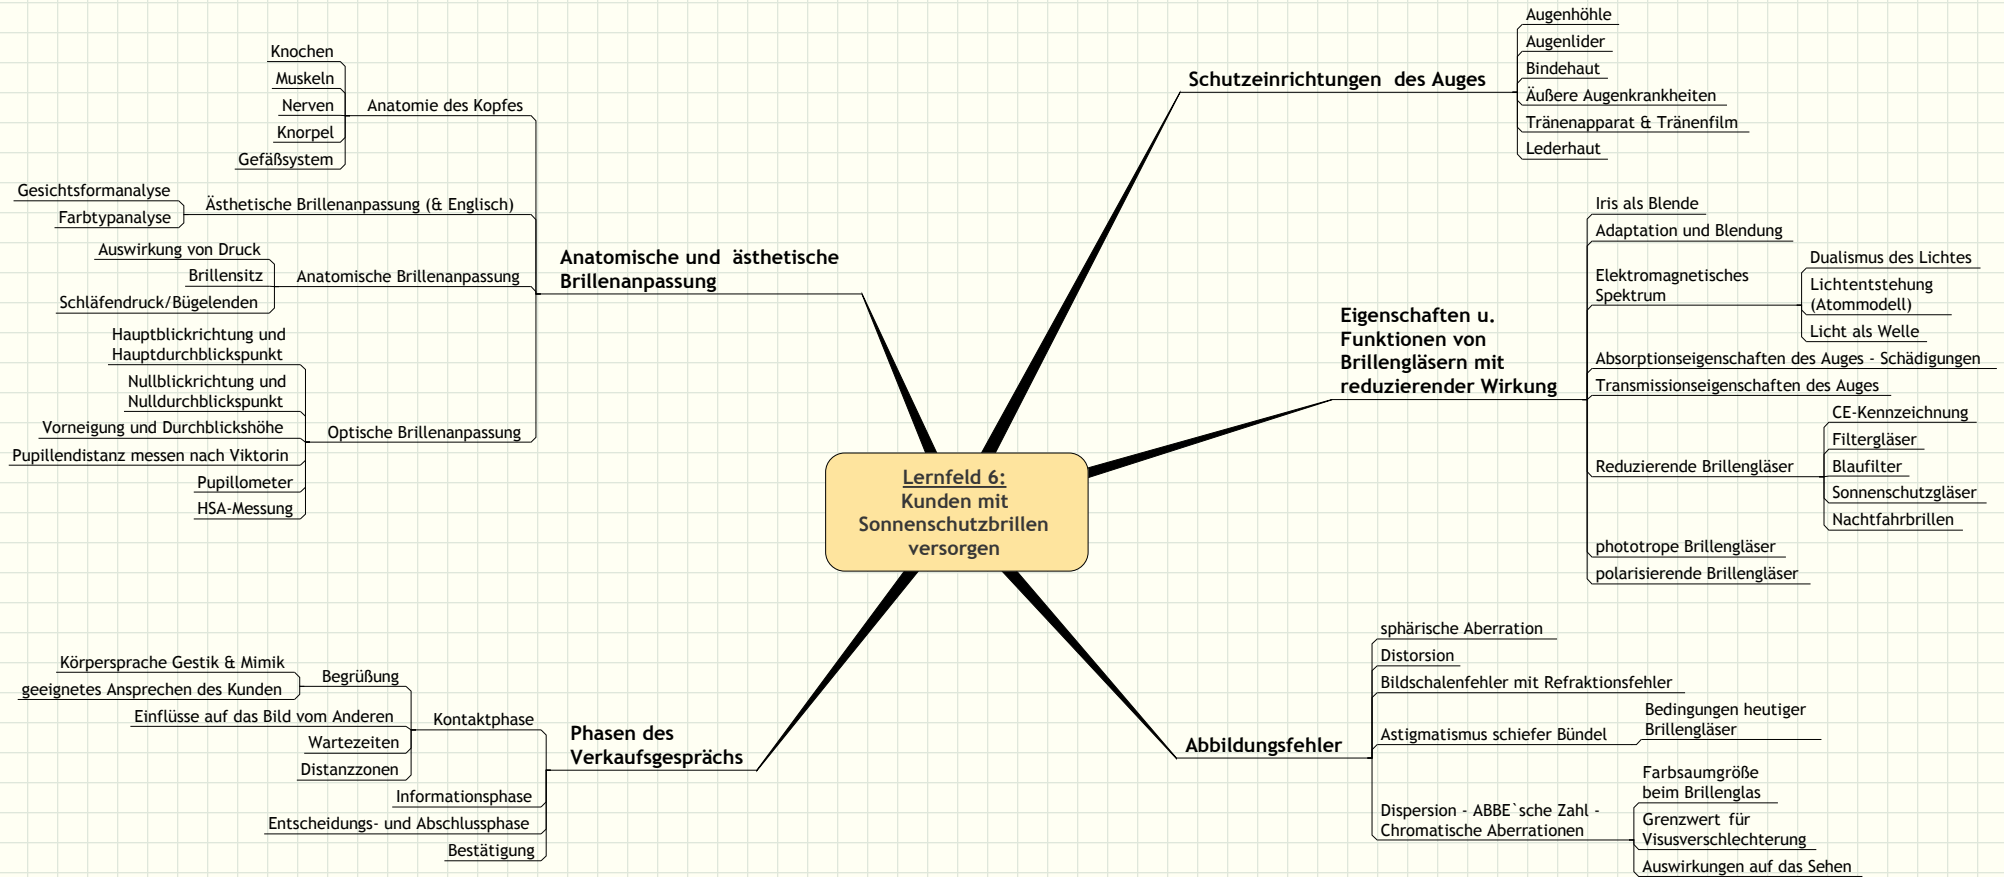 Lernfeld 6:
Kunden mit
Sonnenschutzbrillen
versorgen
Schutzeinrichtungen des Auges
Augenhöhle
Augenlider
Bindehaut
Äußere Augenkrankheiten
Tränenapparat & Tränenfilm
Lederhaut
Eigenschaften u.
Funktionen von
Brillengläsern mit
reduzierender Wirkung
Iris als Blende
Adaptation und Blendung
Elektromagnetisches
Spektrum
Dualismus des Lichtes
Lichtentstehung
(Atommodell)
Licht als Welle
Absorptionseigenschaften des Auges - Schädigungen
Transmissionseigenschaften des Auges
Reduzierende Brillengläser
CE-Kennzeichnung
Filtergläser
Blaufilter
Sonnenschutzgläser
Nachtfahrbrillen
phototrope Brillengläser
polarisierende Brillengläser
Abbildungsfehler
sphärische Aberration
Distorsion
Bildschalenfehler mit Refraktionsfehler
Astigmatismus schiefer Bündel
Bedingungen heutiger
Brillengläser
Dispersion - ABBE`sche Zahl -
Chromatische Aberrationen
Farbsaumgröße
beim Brillenglas
Grenzwert für
Visusverschlechterung
Auswirkungen auf das Sehen
Anatomische und ästhetische
Brillenanpassung
Anatomie des Kopfes
Knochen
Muskeln
Nerven
Knorpel
Gefäßsystem
Ästhetische Brillenanpassung (& Englisch)
Gesichtsformanalyse
Farbtypanalyse
Anatomische Brillenanpassung
Auswirkung von Druck
Brillensitz
Schläfendruck/Bügelenden
Optische Brillenanpassung
Hauptblickrichtung und
Hauptdurchblickspunkt
Nullblickrichtung und
Nulldurchblickspunkt
Vorneigung und Durchblickshöhe
Pupillendistanz messen nach Viktorin
Pupillometer
HSA-Messung
Phasen des
Verkaufsgesprächs
Kontaktphase
Begrüßung
Körpersprache Gestik & Mimik
geeignetes Ansprechen des Kunden
Einflüsse auf das Bild vom Anderen
Wartezeiten
Distanzzonen
Informationsphase
Entscheidungs- und Abschlussphase
Bestätigung